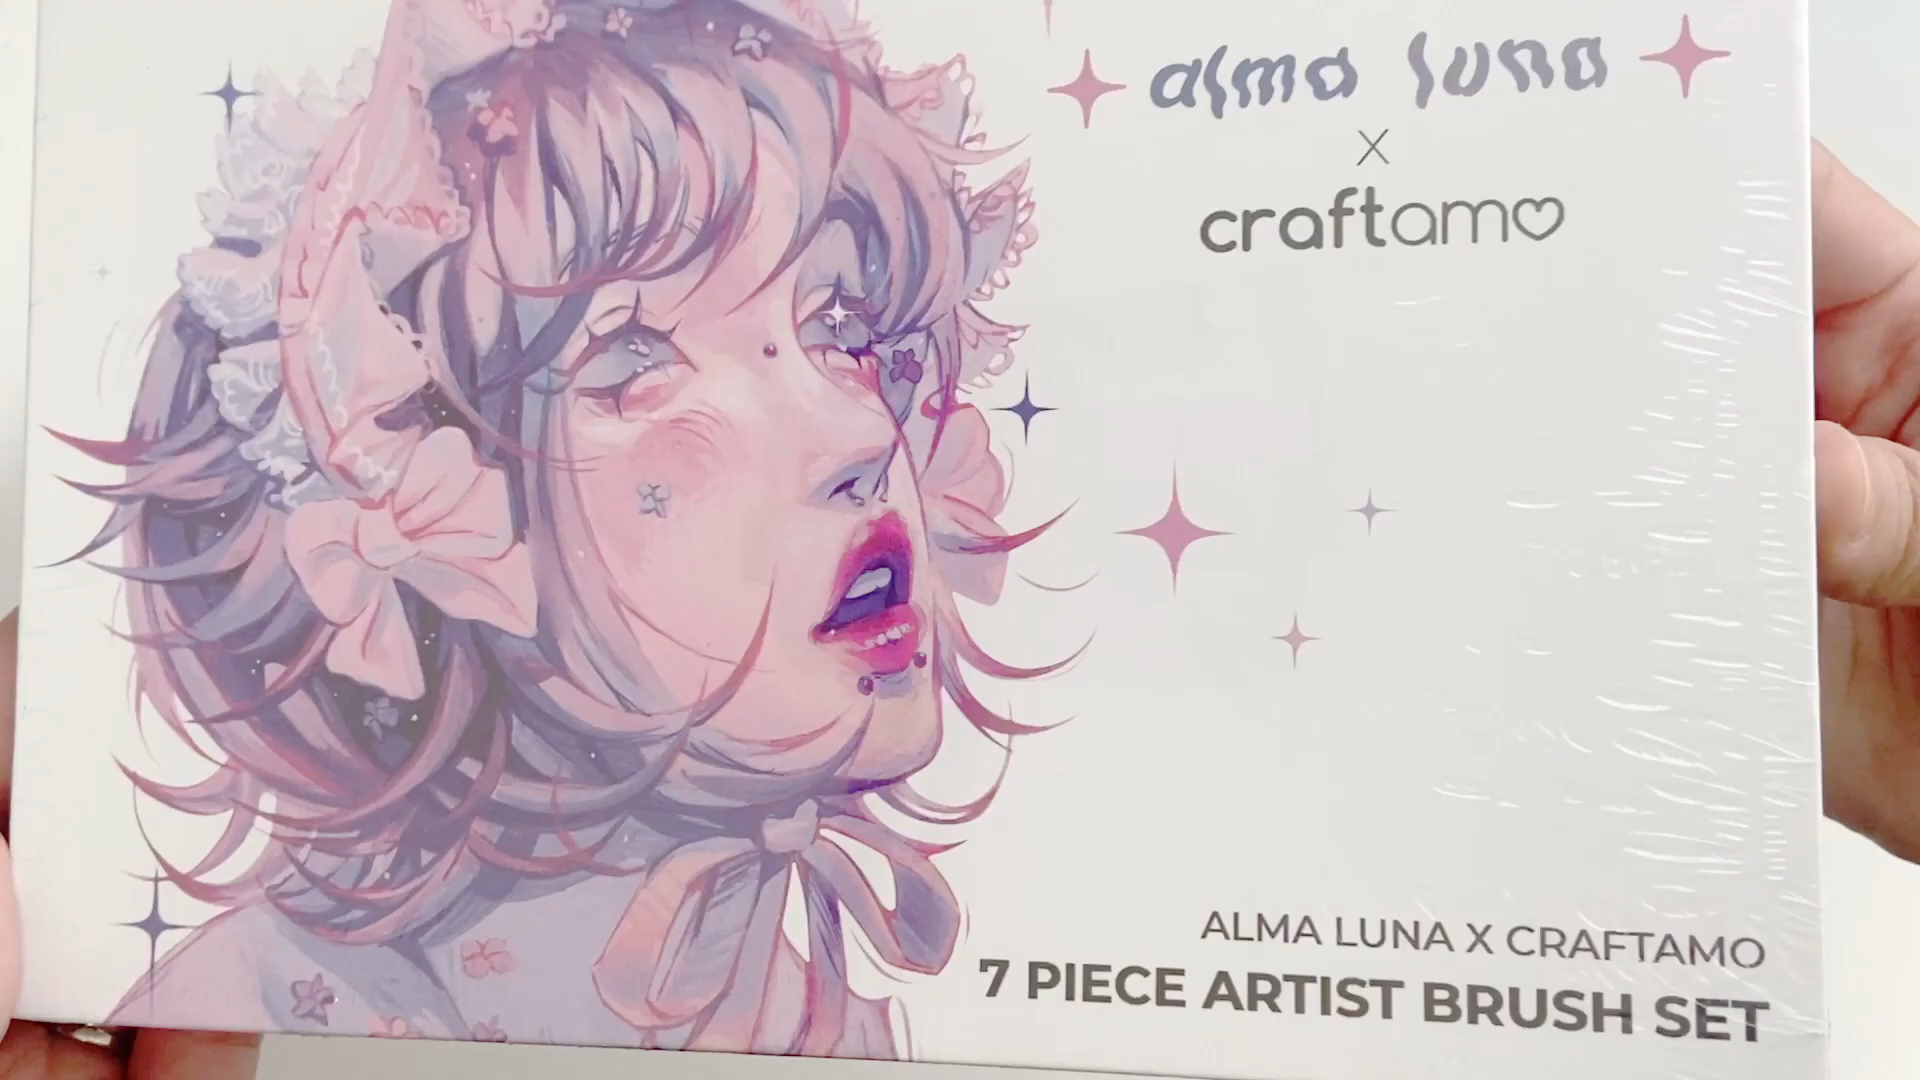 alma luna
X
craftamo
ALMA LUNA X CRAFTAMO
7 PIECE ARTIST BRUSH SET